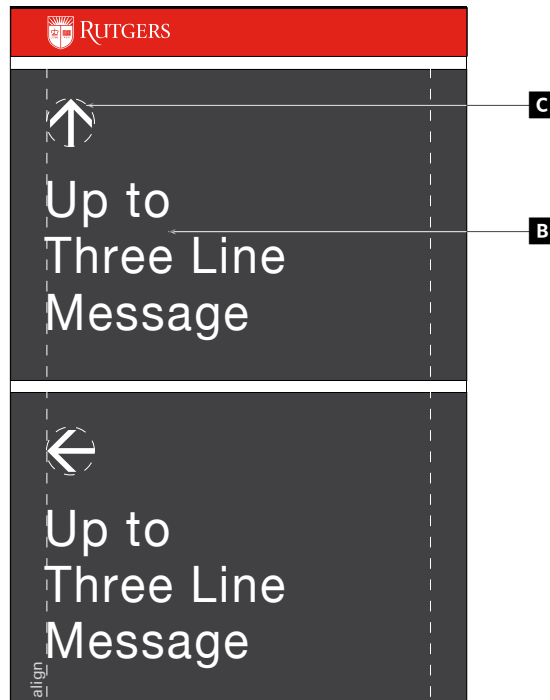 RUTGERS
C
Up to
B
Three Line
Message
Up to
Three Line
Message
align